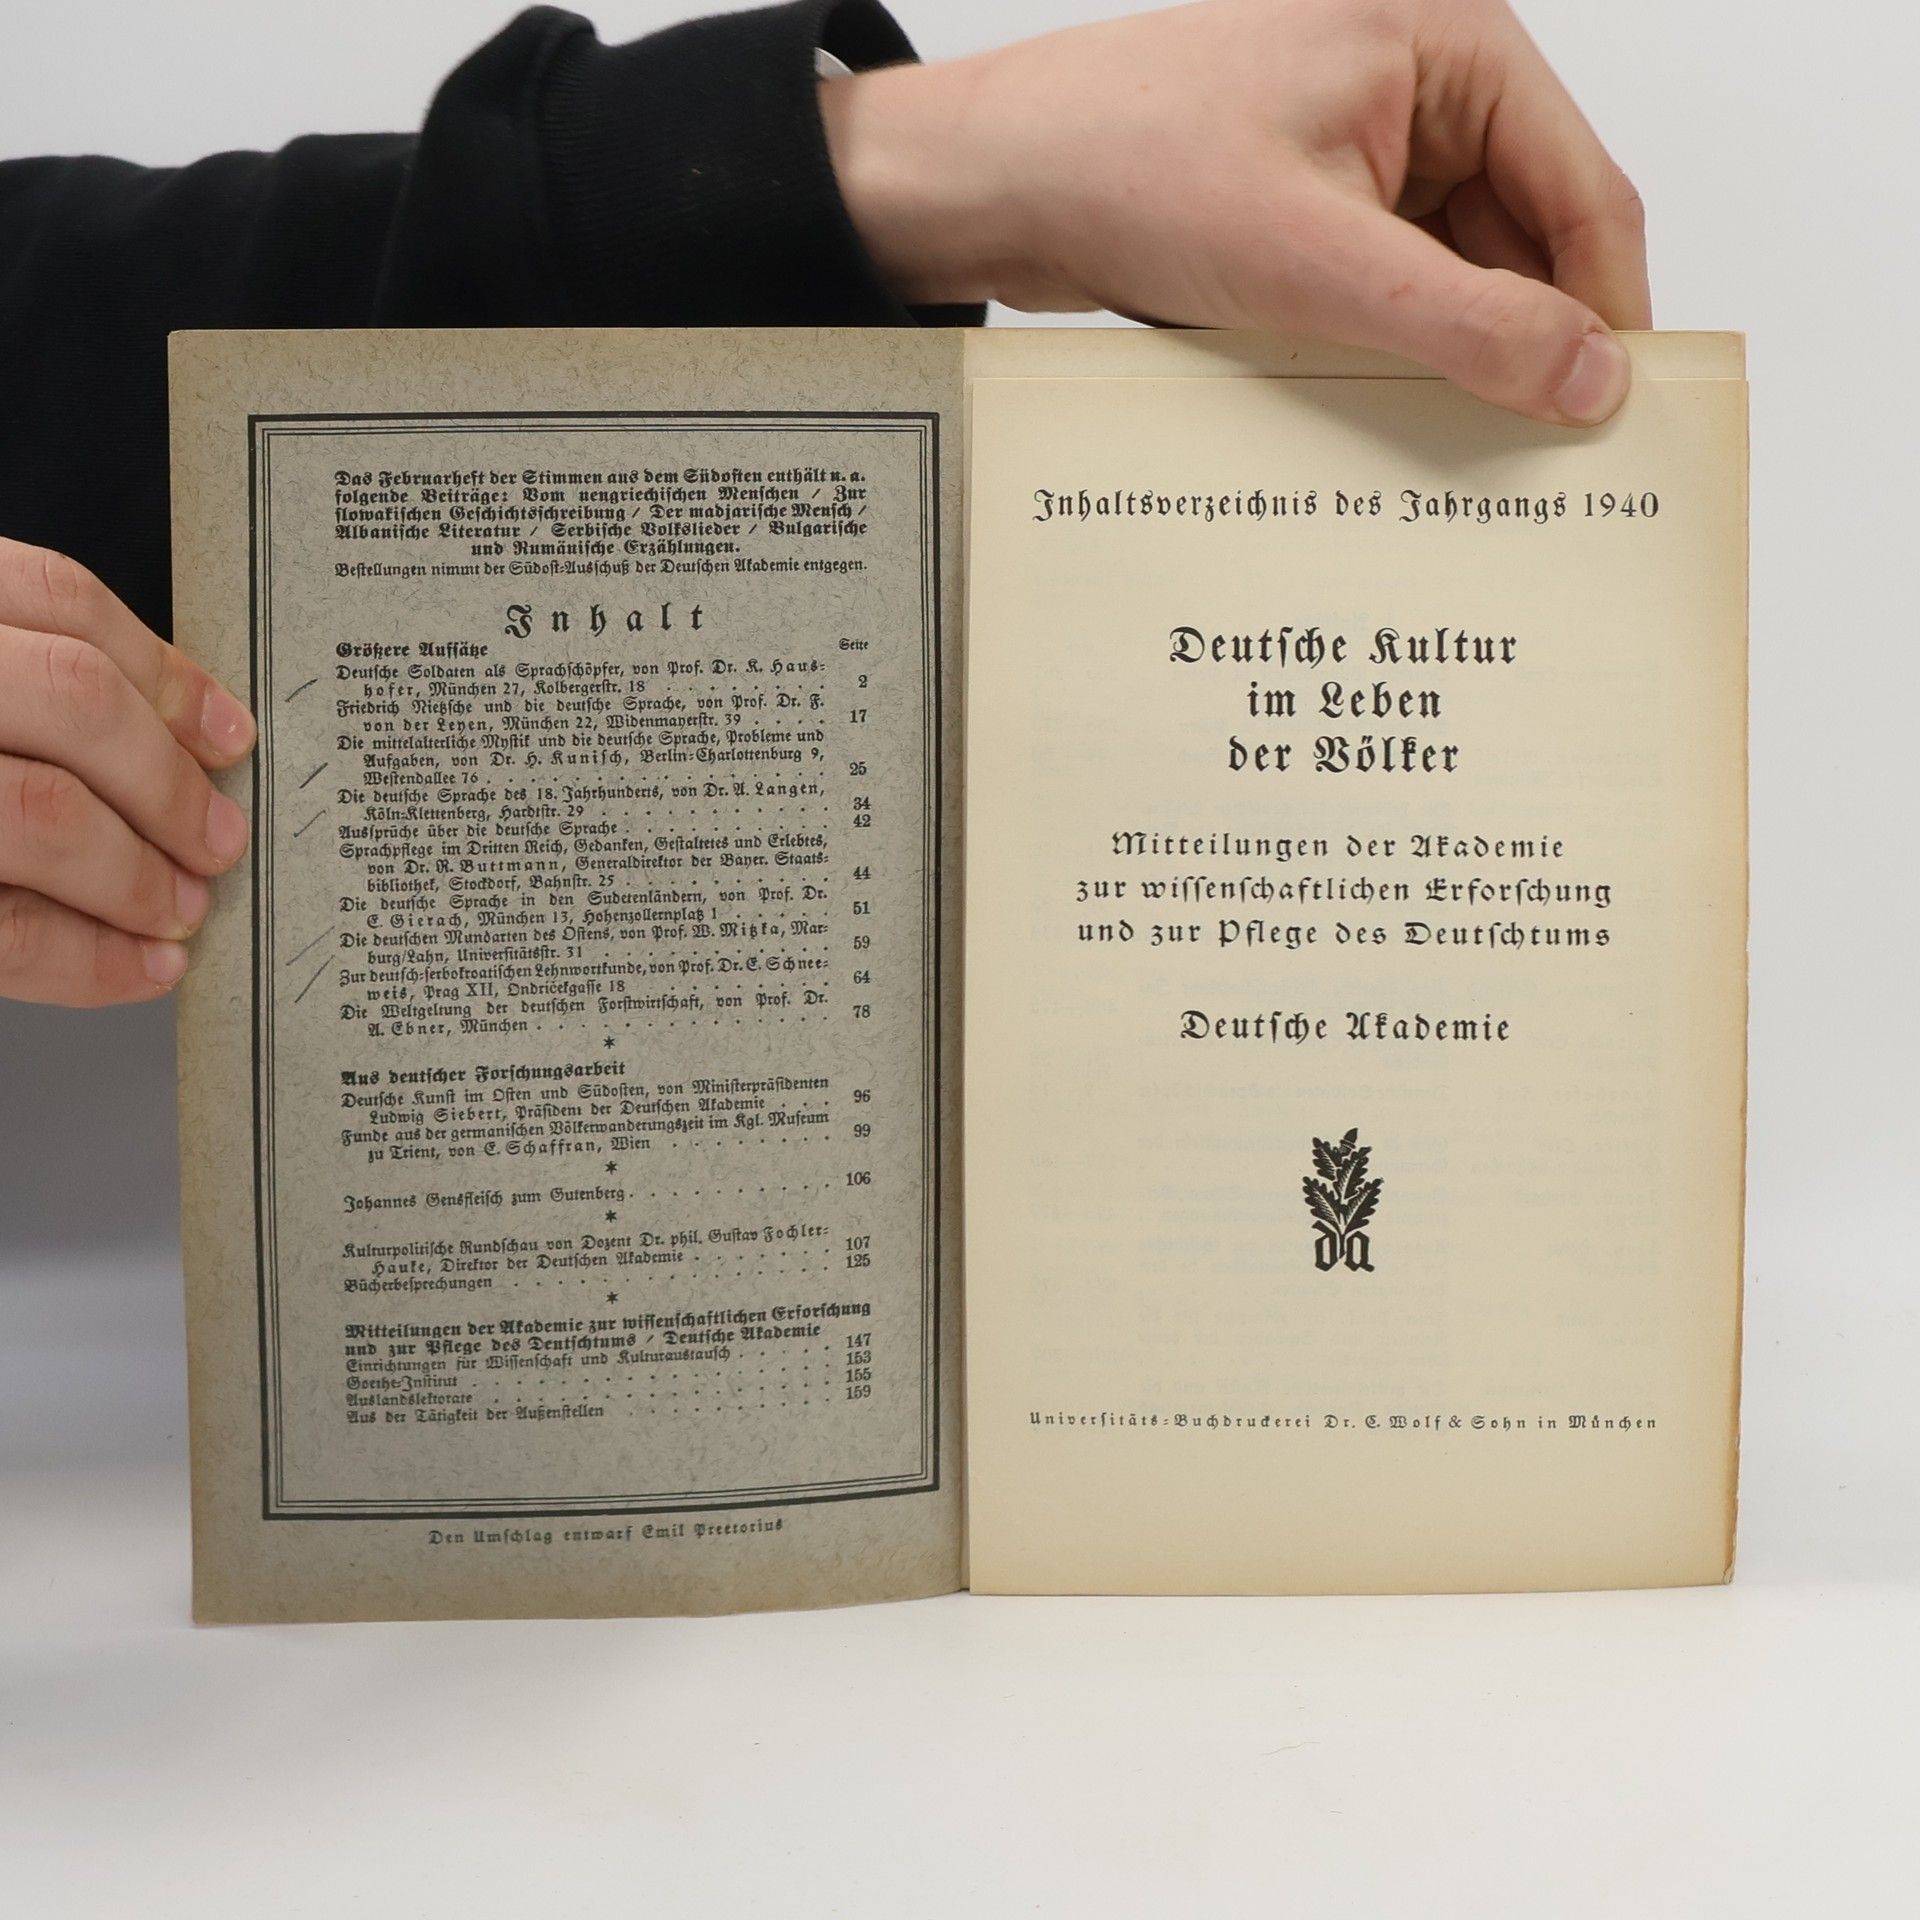 Das Februarheft der Stimmen aus dem Südosten enthält u. a.
folgende Beiträge: Vom neugriechischen Menschen / Zur
slowakischen Geschichtsschreibung / Der madjarische Mensch /
Albanische Literatur / Serbische Volkslieder / Bulgarische
und Rumänische Erzählungen.
Bestellungen nimmt der Südost-Ausschuß der Deutschen Akademie entgegen.
Inhalt
Größere Aufsätze Seite
Deutsche Soldaten als Sprachschöpfer, von Prof. Dr. K. Haus-
hofer, München 27, Kolbergerstr. 18 . . . . . . . 2
Friedrich Nietzsche und die deutsche Sprache, von Prof. Dr. F.
von der Leyen, München 22, Widenmayerstr. 39 . . . . 17
Die mittelalterliche Mystik und die deutsche Sprache, Probleme und
Aufgaben, von Dr. H. Kunisch, Berlin-Charlottenburg 9,
Westendallee 76 . . . . . . . . . . . . . . 25
Die deutsche Sprache des 18. Jahrhunderts, von Dr. A. Langen,
Köln-Klettenberg, Hardtstr. 29 . . . . . . . . . 34
Aussprüche über die deutsche Sprache . . . . . . . . . 42
Sprachpflege im Dritten Reich, Gedanken, Gestaltetes und Erlebtes,
von Dr. R. Buttmann, Generaldirektor der Bayer. Staats-
bibliothek, Stockdorf, Bahnstr. 25 . . . . . . . . 44
Die deutsche Sprache in den Sudetenländern, von Prof. Dr.
E. Gierach, München 13, Hohenzollernplatz 1 . . . . . 51
Die deutschen Mundarten des Ostens, von Prof. W. Mitzka, Mar-
burg/Lahn, Universitätsstr. 31 . . . . . . . . . 59
Zur deutsch-serbokroatischen Lehnwortkunde, von Prof. Dr. E. Schnee-
weis, Prag XII, Ondričekgasse 18 . . . . . . . . 64
Die Weltgeltung der deutschen Forstwirtschaft, von Prof. Dr.
A. Ebner, München . . . . . . . . . . . . 78
*
Aus deutscher Forschungsarbeit
Deutsche Kunst im Osten und Südosten, von Ministerpräsidenten
Ludwig Siebert, Präsident der Deutschen Akademie . . . 96
Funde aus der germanischen Völkerwanderungszeit im Kgl. Museum
zu Trient, von E. Schaffran, Wien . . . . . . . 99
*
Johannes Gensfleisch zum Gutenberg . . . . . . . . . 106
*
Kulturpolitische Rundschau von Dozent Dr. phil. Gustav Fochler-
Hauke, Direktor der Deutschen Akademie . . . . . . 107
Bücherbesprechungen . . . . . . . . . . . . . 125
*
Mitteilungen der Akademie zur wissenschaftlichen Erforschung
und zur Pflege des Deutschtums / Deutsche Akademie
Einrichtungen für Wissenschaft und Kulturaustausch . . . . . 147
Goethe-Institut . . . . . . . . . . . . . . 153
Auslandslektorate . . . . . . . . . . . . . 155
Aus der Tätigkeit der Außenstellen . . . . . . . . . 159
Den Umschlag entwarf Emil Preetorius
Inhaltsverzeichnis des Jahrgangs 1940
Deutsche Kultur
im Leben
der Völker
Mitteilungen der Akademie
zur wissenschaftlichen Erforschung
und zur Pflege des Deutschtums
Deutsche Akademie
da
Universitäts-Buchdruckerei Dr. C. Wolf & Sohn in München